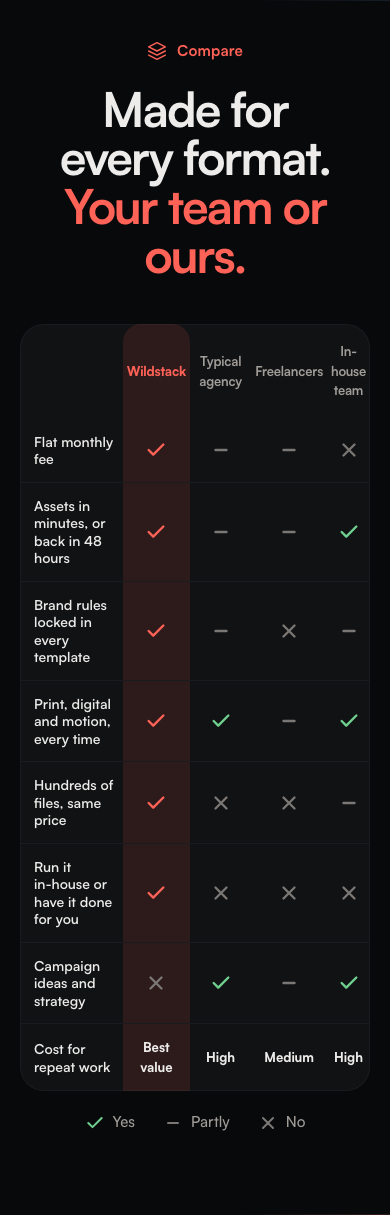 Compare
Made for
every format.
Your team or
ours.
Wildstack
Typical
agency
Freelancers
In-
house
team
Flat monthly
fee
Assets in
minutes, or
back in 48
hours
Brand rules
locked in
every
template
Print, digital
and motion,
every time
Hundreds of
files, same
price
Run it
in-house or
have it done
for you
Campaign
ideas and
strategy
Cost for
repeat work
Best
value
High
Medium
High
Yes
Partly
No